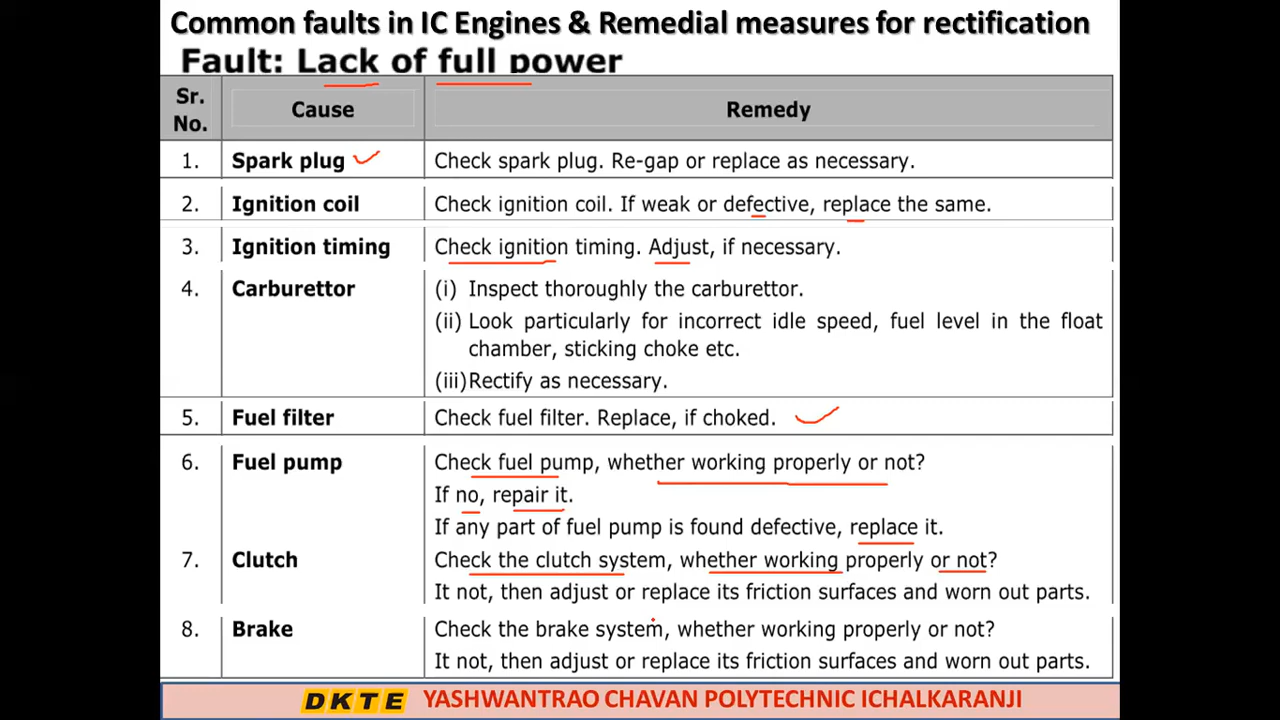 Common faults in IC Engines & Remedial measures for rectification
Fault: Lack of full power
Sr. No. Cause Remedy
1. Spark plug Check spark plug. Re-gap or replace as necessary.
2. Ignition coil Check ignition coil. If weak or defective, replace the same.
3. Ignition timing Check ignition timing. Adjust, if necessary.
4. Carburettor (i) Inspect thoroughly the carburettor.
(ii) Look particularly for incorrect idle speed, fuel level in the float
chamber, sticking choke etc.
(iii) Rectify as necessary.
5. Fuel filter Check fuel filter. Replace, if choked.
6. Fuel pump Check fuel pump, whether working properly or not?
If no, repair it.
If any part of fuel pump is found defective, replace it.
7. Clutch Check the clutch system, whether working properly or not?
It not, then adjust or replace its friction surfaces and worn out parts.
8. Brake Check the brake system, whether working properly or not?
It not, then adjust or replace its friction surfaces and worn out parts.
DKTE YASHWANTRAO CHAVAN POLYTECHNIC ICHALKARANJI